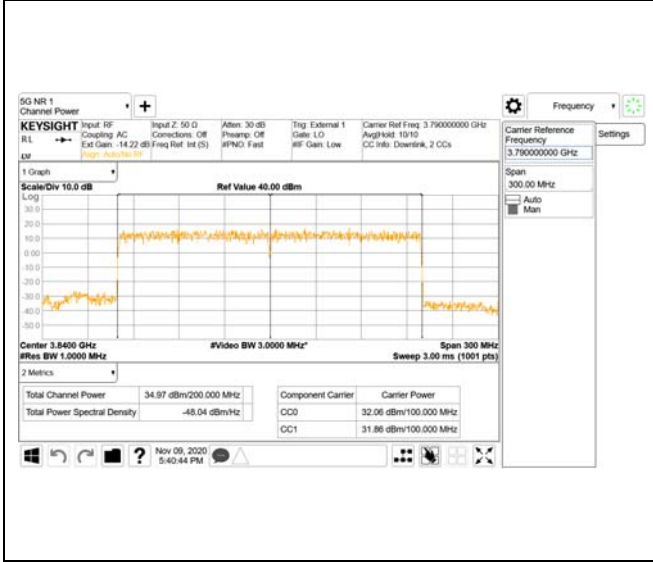 5G NR 1
Channel Power
Frequency
KEYSIGHT
RL
Input: RF
Coupling: AC
Ext Gain: -14.22 dB
Align: Auto/No RF
Input Z: 50 Ω
Corrections: Off
Freq Ref: Int (S)
Atten: 30 dB
Preamp: Off
#PNO: Fast
Trig: External 1
Gate: LO
#IF Gain: Low
Carrier Ref Freq: 3.790000000 GHz
Avg|Hold: 10/10
CC Info: Downlink, 2 CCs
Carrier Reference
Frequency
3.790000000 GHz
Settings
Span
300.00 MHz
Auto
Man
1 Graph
Scale/Div 10.0 dB
Ref Value 40.00 dBm
Log
30.0
20.0
10.0
0.00
-10.0
-20.0
-30.0
-40.0
-50.0
Center 3.8400 GHz
#Video BW 3.0000 MHz*
Span 300 MHz
#Res BW 1.0000 MHz
Sweep 3.00 ms (1001 pts)
2 Metrics
Total Channel Power 34.97 dBm/200.000 MHz
Total Power Spectral Density -48.04 dBm/Hz
Component Carrier Carrier Power
CC0 32.06 dBm/100.000 MHz
CC1 31.86 dBm/100.000 MHz
?
Nov 09, 2020
5:40:44 PM